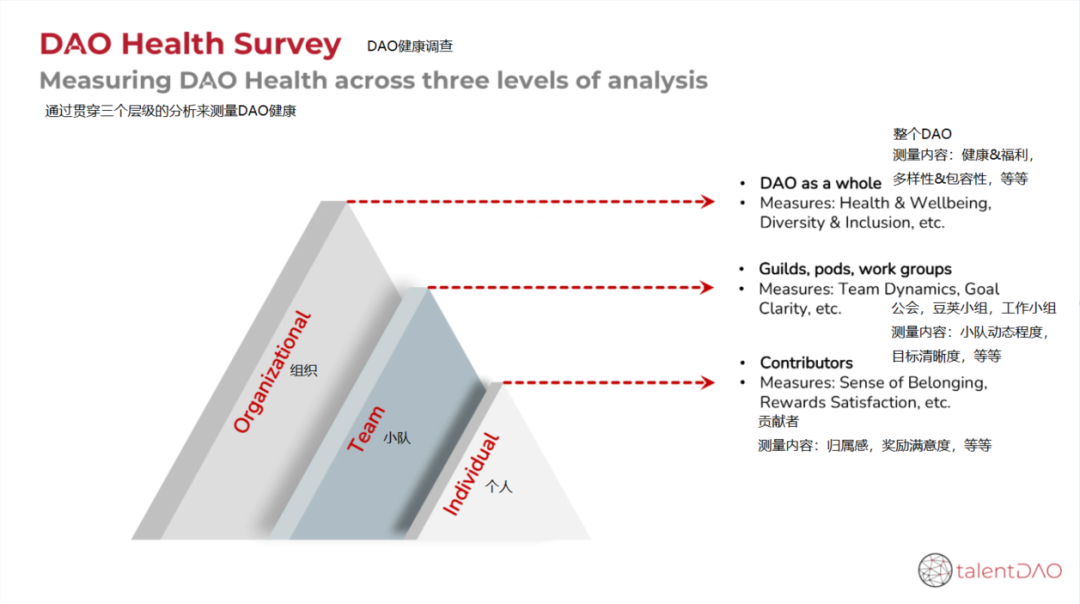 DAO Health Survey
DAO健康调查
Measuring DAO Health across three levels of analysis
通过贯穿三个层级的分析来测量DAO健康
整个DAO
测量内容：健康&福利，
多样性&包容性，等等
• DAO as a whole
• Measures: Health & Wellbeing,
Diversity & Inclusion, etc.
• Guilds, pods, work groups
• Measures: Team Dynamics, Goal
Clarity, etc.
公会，豆荚小组，工作小组
测量内容：小队动态程度，
目标清晰度，等等
• Contributors
• Measures: Sense of Belonging,
Rewards Satisfaction, etc.
贡献者
测量内容：归属感，奖励满意度，等等
Organizational
组织
Team
小队
Individual
个人
talentDAO